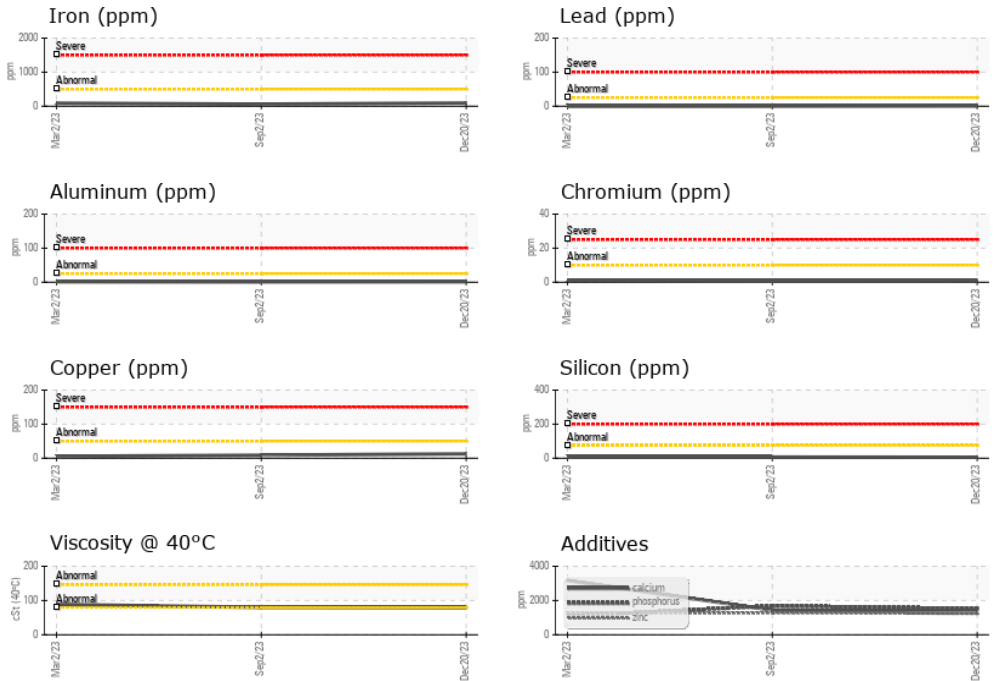 Iron (ppm)
2000
1000
0
ppm
Severe
Abnormal
Mar2/23
Sep2/23
Dec20/23
Lead (ppm)
200
100
0
ppm
Severe
Abnormal
Mar2/23
Sep2/23
Dec20/23
Aluminum (ppm)
200
100
0
ppm
Severe
Abnormal
Mar2/23
Sep2/23
Dec20/23
Chromium (ppm)
40
20
0
ppm
Severe
Abnormal
Mar2/23
Sep2/23
Dec20/23
Copper (ppm)
200
100
0
ppm
Severe
Abnormal
Mar2/23
Sep2/23
Dec20/23
Silicon (ppm)
400
200
0
ppm
Severe
Abnormal
Mar2/23
Sep2/23
Dec20/23
Viscosity @ 40°C
200
100
0
cSt (40°C)
Abnormal
Abnormal
Mar2/23
Sep2/23
Dec20/23
Additives
4000
2000
0
ppm
calcium
phosphorus
zinc
Mar2/23
Sep2/23
Dec20/23